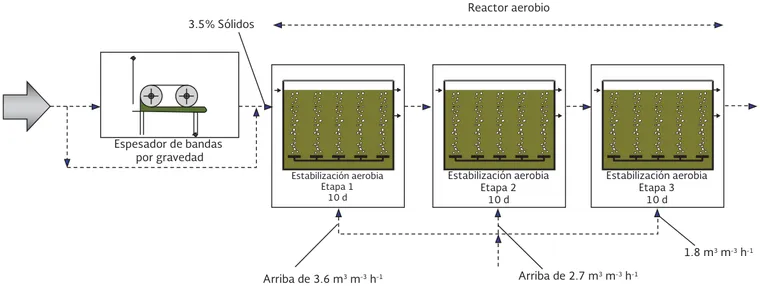 Reactor aerobio
3.5% Sólidos
Espesador de bandas
por gravedad
Estabilización aerobia
Etapa 1
10 d
Estabilización aerobia
Etapa 2
10 d
Estabilización aerobia
Etapa 3
10 d
Arriba de 3.6 m³ m⁻³ h⁻¹
Arriba de 2.7 m³ m⁻³ h⁻¹
1.8 m³ m⁻³ h⁻¹